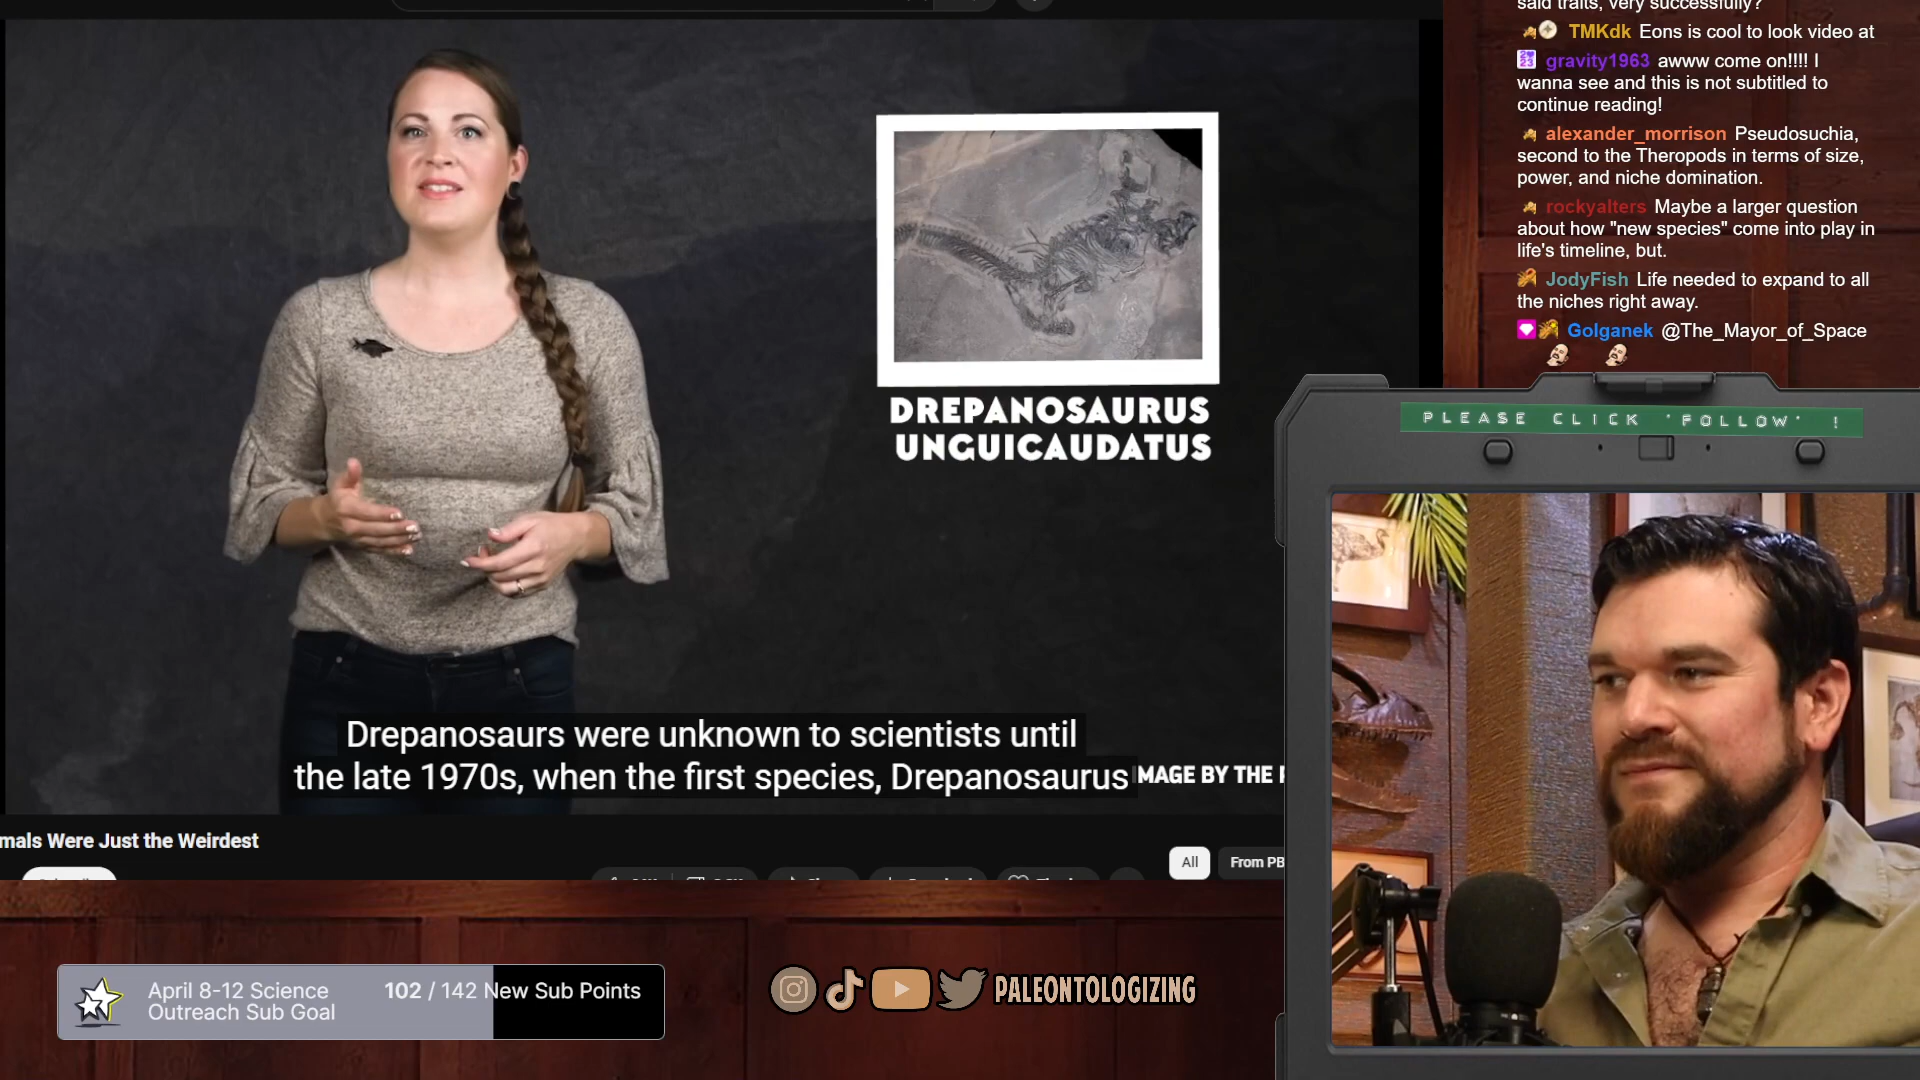 said traits, very successfully?
TMKdk Eons is cool to look video at
gravity1963 awww come on!!!! I
wanna see and this is not subtitled to
continue reading!
alexander_morrison Pseudosuchia,
second to the Theropods in terms of size,
power, and niche domination.
rockyalters Maybe a larger question
about how "new species" come into play in
life's timeline, but.
JodyFish Life needed to expand to all
the niches right away.
Golganek @The_Mayor_of_Space
DREPANOSAURUS
UNGUICAUDATUS
PLEASE CLICK 'FOLLOW' !
Drepanosaurs were unknown to scientists until
the late 1970s, when the first species, Drepanosaurus
MAGE BY THE
mals Were Just the Weirdest
All
From PB
April 8-12 Science
Outreach Sub Goal
102 / 142 New Sub Points
PALEONTOLOGIZING